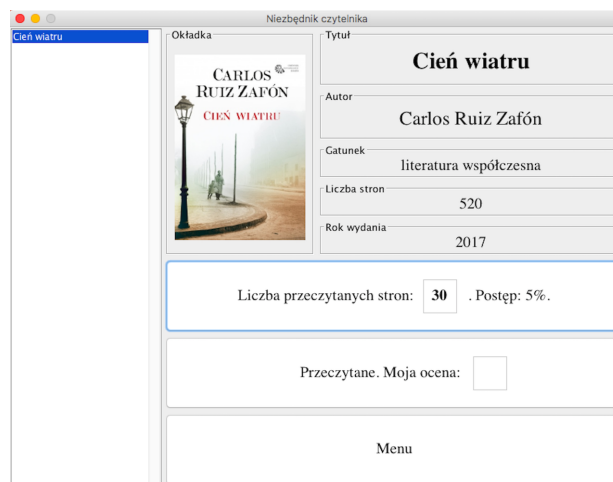 Niezbędnik czytelnika
Cień wiatru
Okładka
CARLOS
RUIZ ZAFÓN
CIEŃ WIATRU
Tytuł
Cień wiatru
Autor
Carlos Ruiz Zafón
Gatunek
literatura współczesna
Liczba stron
520
Rok wydania
2017
Liczba przeczytanych stron: 30 . Postęp: 5%.
Przeczytane. Moja ocena:
Menu